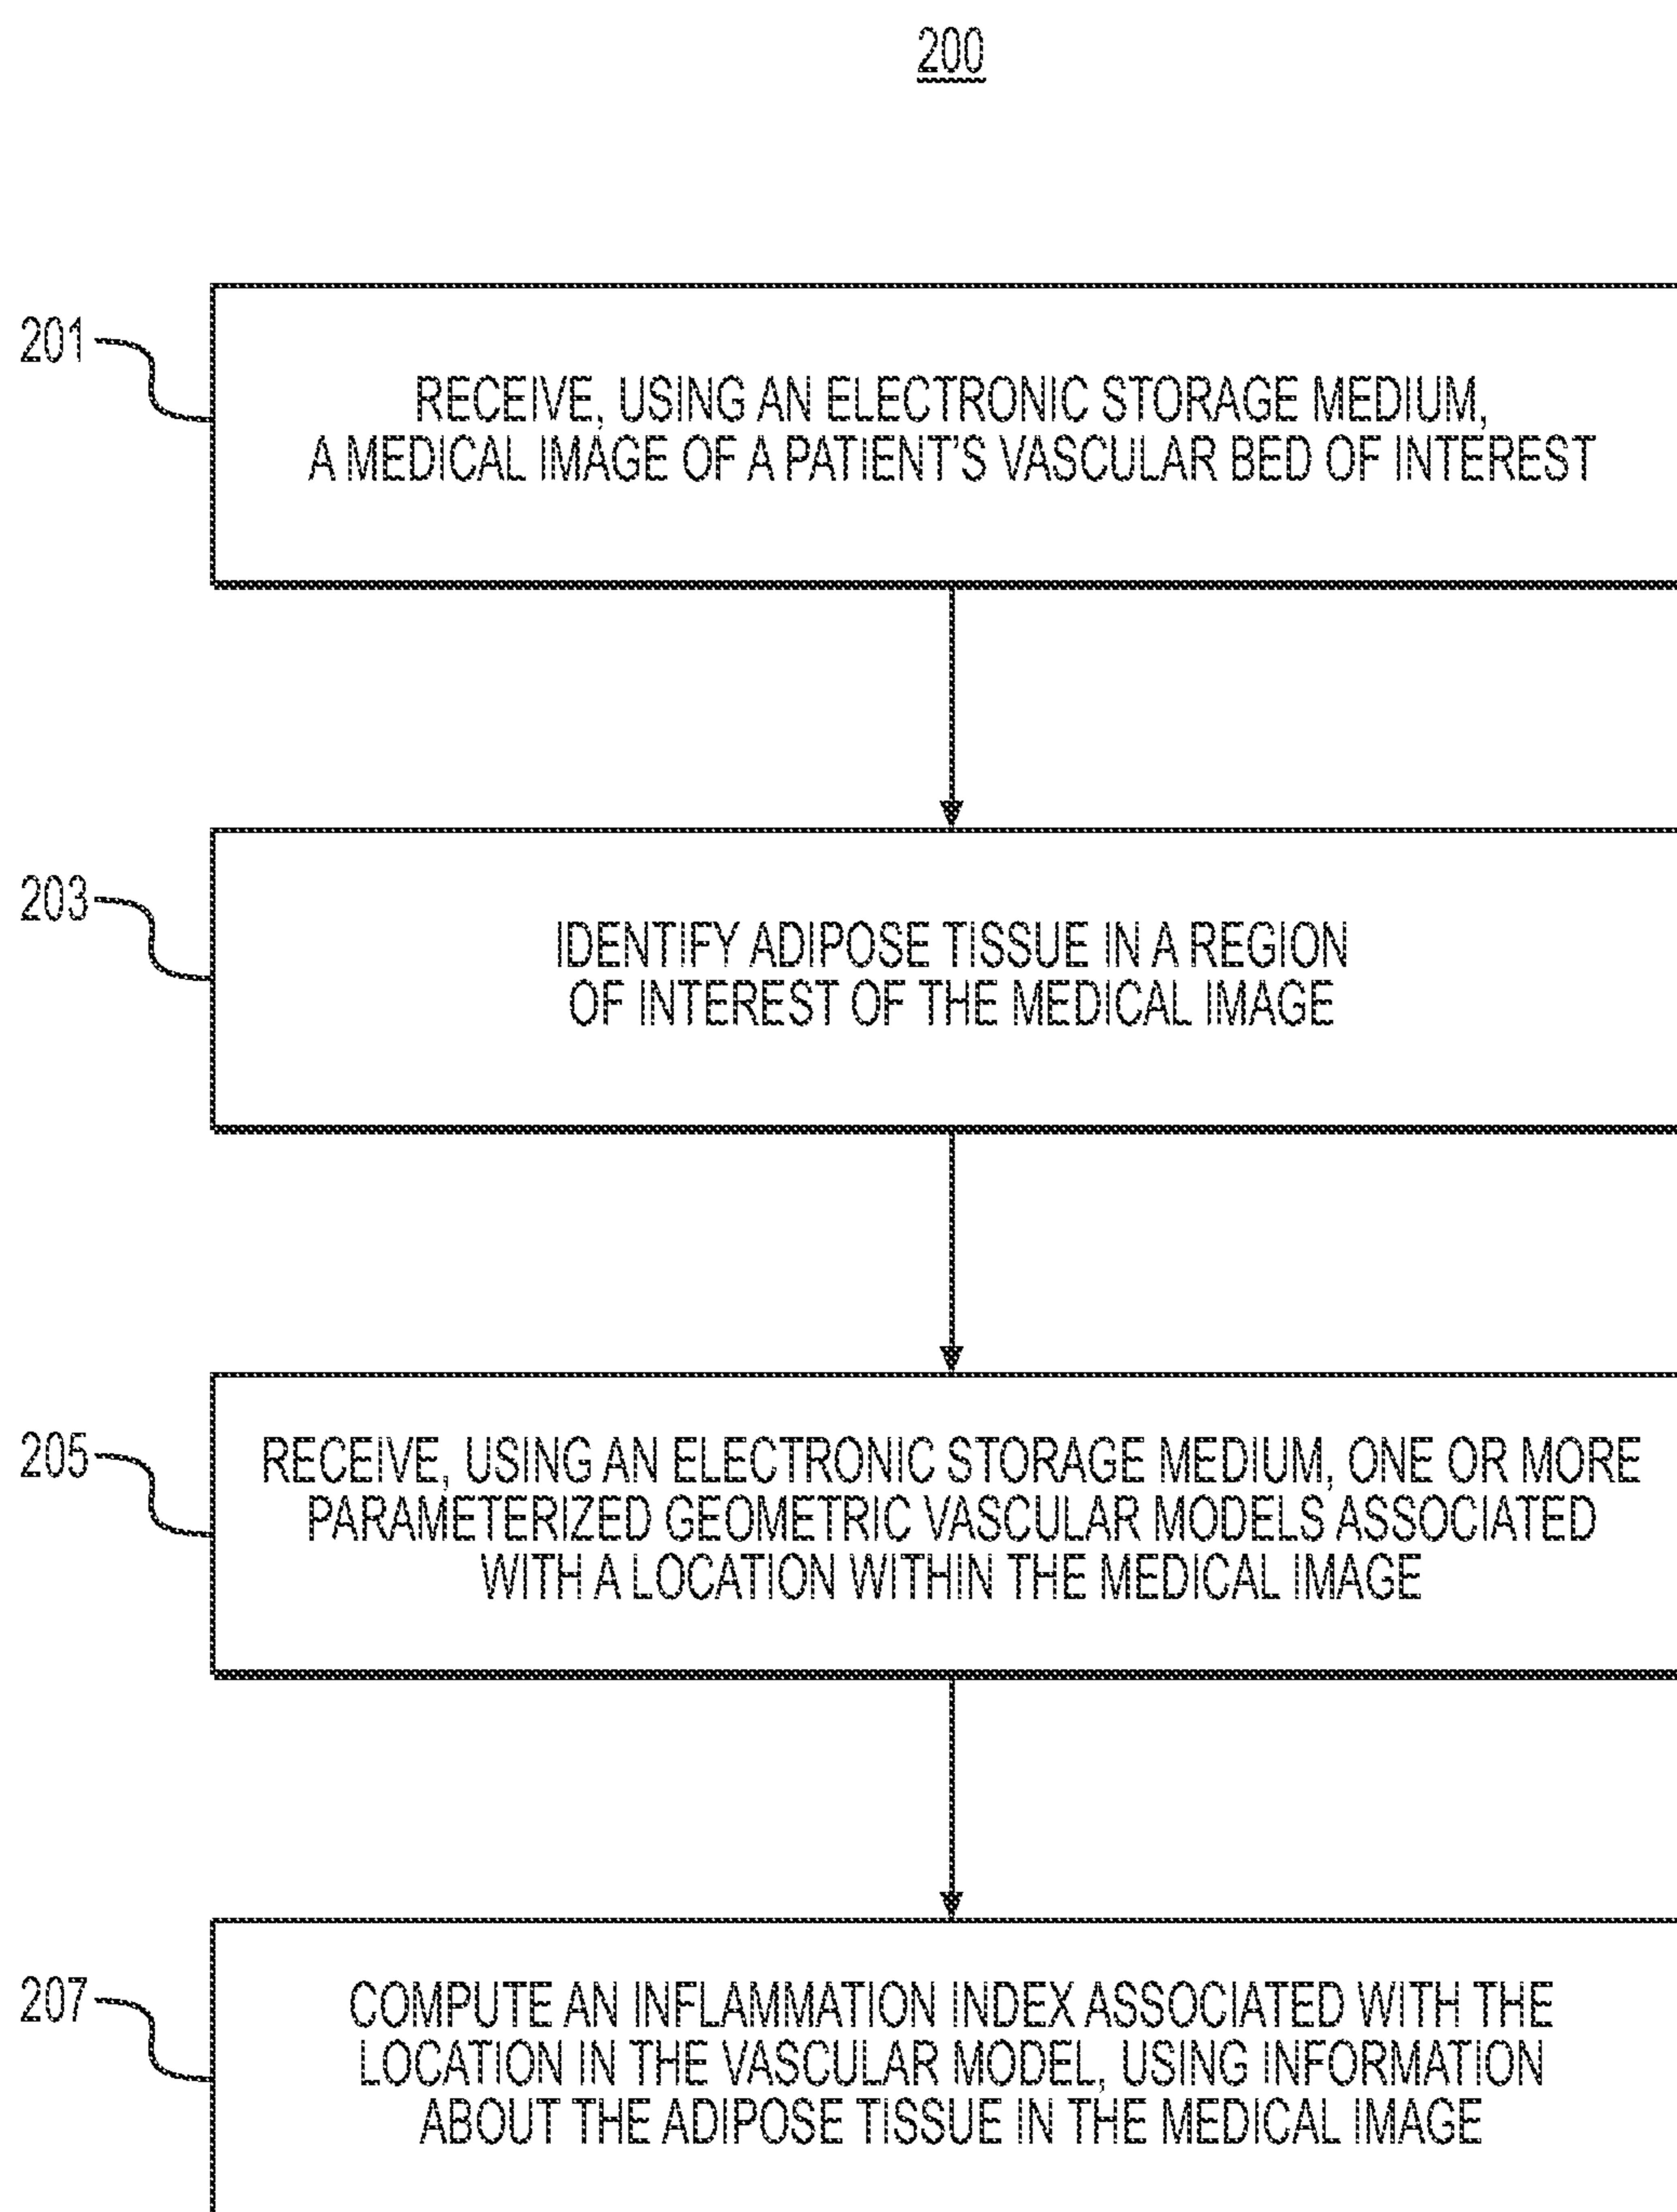 200
201
RECEIVE, USING AN ELECTRONIC STORAGE MEDIUM,
A MEDICAL IMAGE OF A PATIENT'S VASCULAR BED OF INTEREST
203
IDENTIFY ADIPOSE TISSUE IN A REGION
OF INTEREST OF THE MEDICAL IMAGE
205
RECEIVE, USING AN ELECTRONIC STORAGE MEDIUM, ONE OR MORE
PARAMETERIZED GEOMETRIC VASCULAR MODELS ASSOCIATED
WITH A LOCATION WITHIN THE MEDICAL IMAGE
207
COMPUTE AN INFLAMMATION INDEX ASSOCIATED WITH THE
LOCATION IN THE VASCULAR MODEL, USING INFORMATION
ABOUT THE ADIPOSE TISSUE IN THE MEDICAL IMAGE